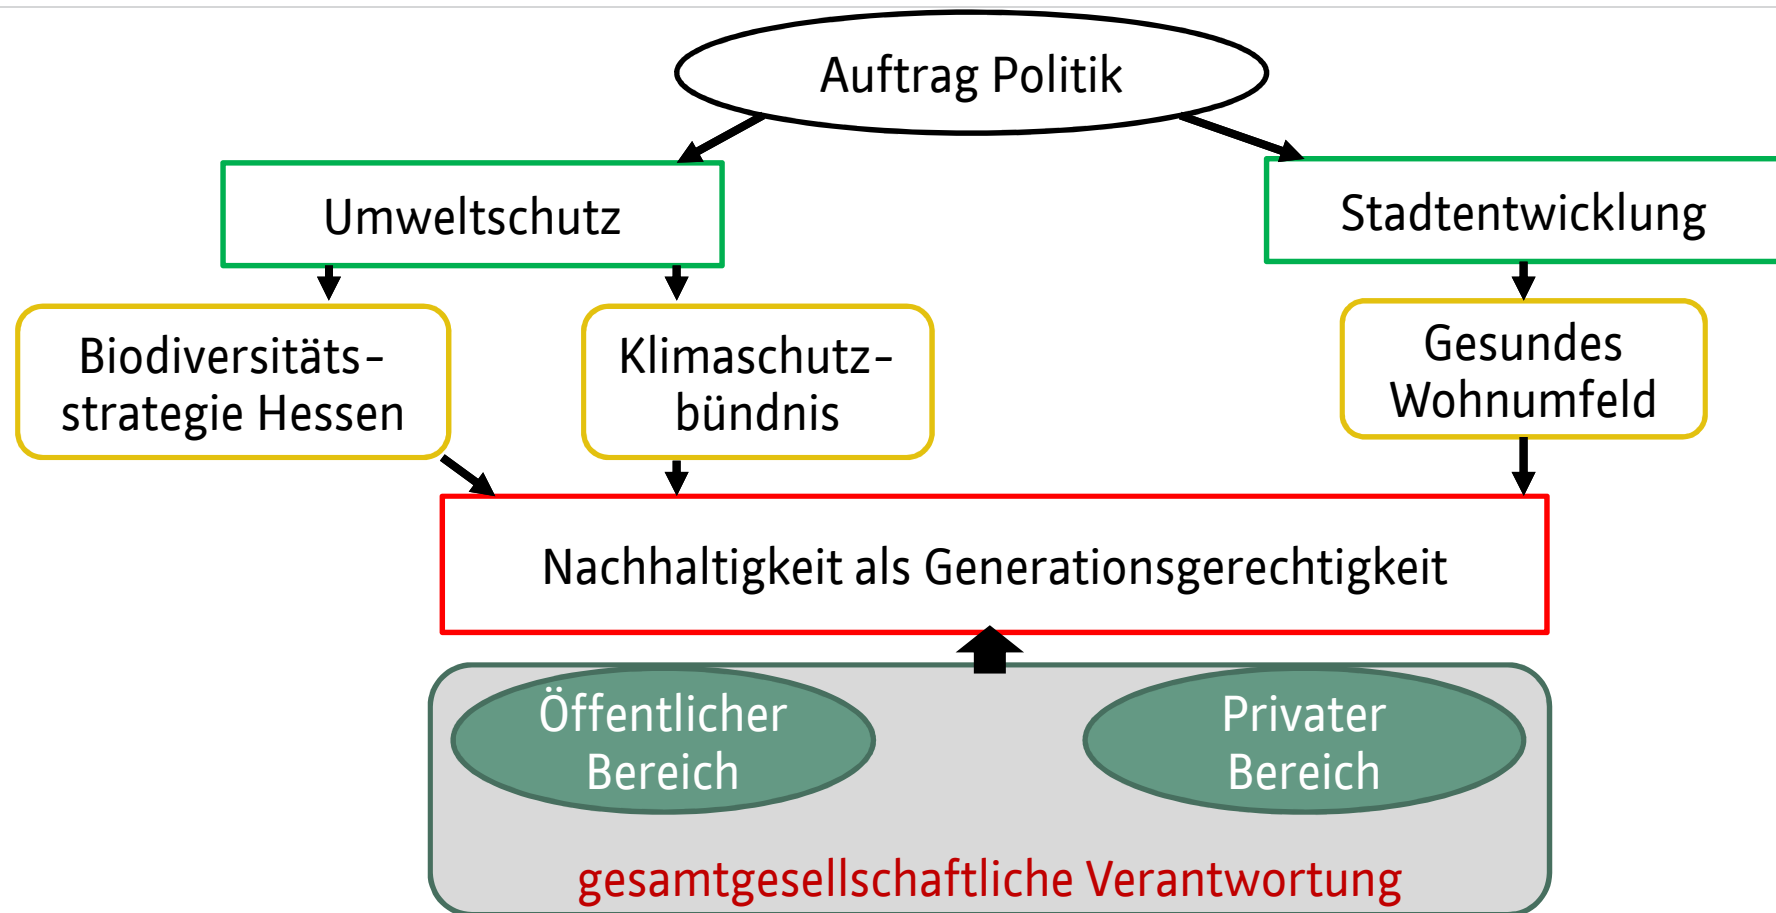 Auftrag Politik
Umweltschutz
Stadtentwicklung
Biodiversitäts-
strategie Hessen
Klimaschutz-
bündnis
Gesundes
Wohnumfeld
Nachhaltigkeit als Generationsgerechtigkeit
Öffentlicher
Bereich
Privater
Bereich
gesamtgesellschaftliche Verantwortung